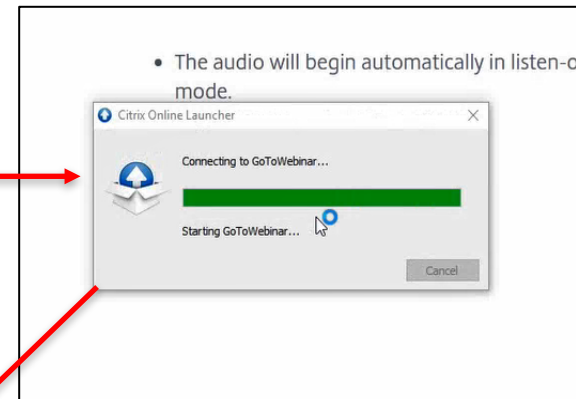 • The audio will begin automatically in listen-o
mode.
Citrix Online Launcher
Connecting to GoToWebinar...
Starting GoToWebinar...
Cancel